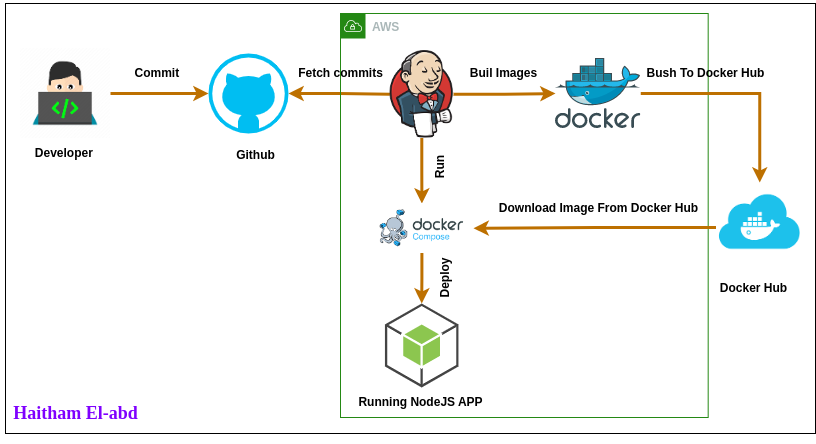 AWS
Commit
Fetch commits
Buil Images
Bush To Docker Hub
</>
docker
Developer
Github
Run
Download Image From Docker Hub
docker
Compose
Deploy
Docker Hub
Running NodeJS APP
Haitham El-abd